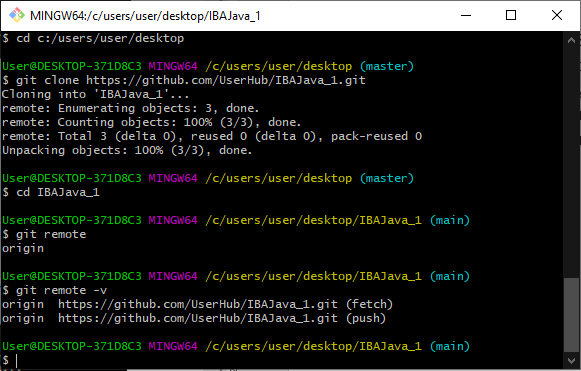 MINGW64:/c/users/user/desktop/IBAJava_1
$ cd c:/users/user/desktop
User@DESKTOP-371D8C3 MINGW64 /c/users/user/desktop (master)
$ git clone https://github.com/UserHub/IBAJava_1.git
Cloning into 'IBAJava_1'...
remote: Enumerating objects: 3, done.
remote: Counting objects: 100% (3/3), done.
remote: Total 3 (delta 0), reused 0 (delta 0), pack-reused 0
Unpacking objects: 100% (3/3), done.
User@DESKTOP-371D8C3 MINGW64 /c/users/user/desktop (master)
$ cd IBAJava_1
User@DESKTOP-371D8C3 MINGW64 /c/users/user/desktop/IBAJava_1 (main)
$ git remote
origin
User@DESKTOP-371D8C3 MINGW64 /c/users/user/desktop/IBAJava_1 (main)
$ git remote -v
origin  https://github.com/UserHub/IBAJava_1.git (fetch)
origin  https://github.com/UserHub/IBAJava_1.git (push)
User@DESKTOP-371D8C3 MINGW64 /c/users/user/desktop/IBAJava_1 (main)
$